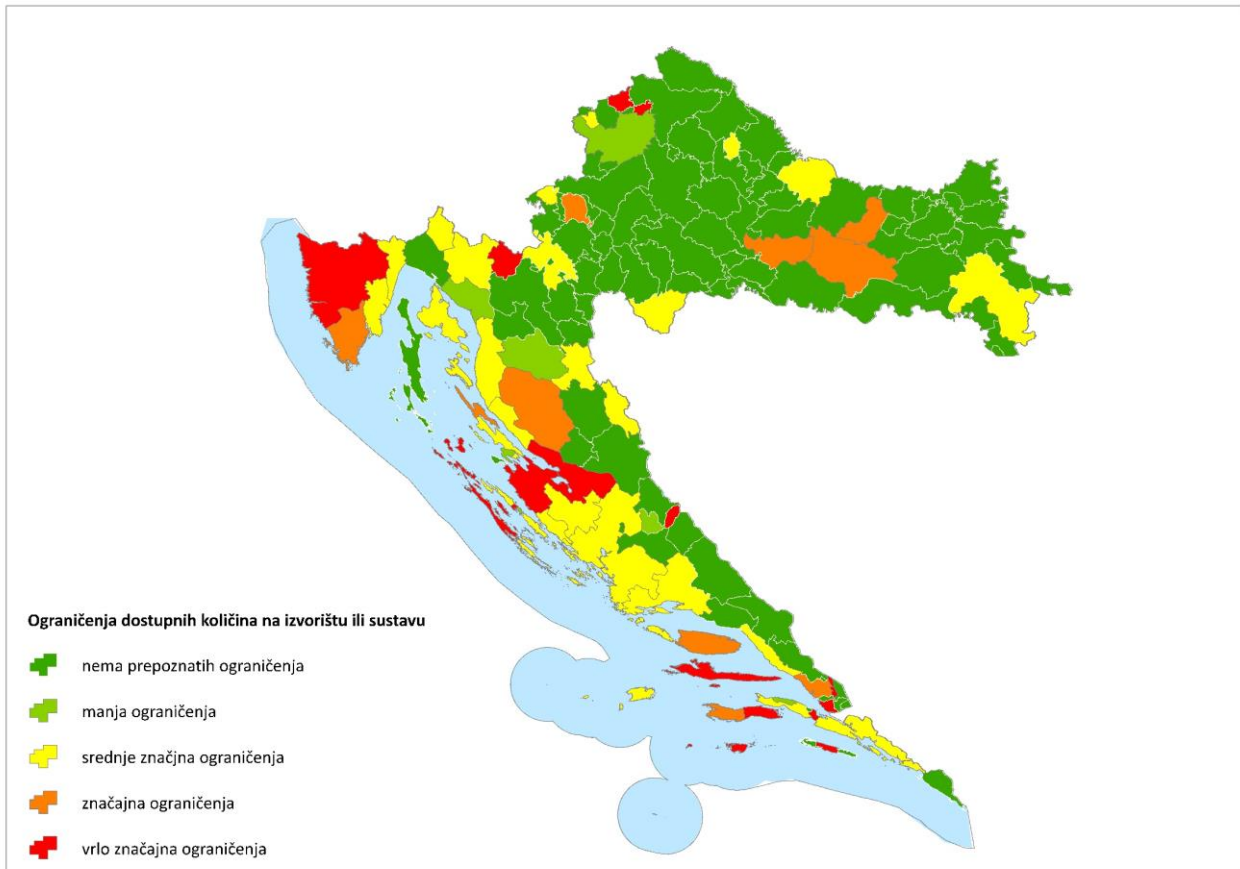 Ograničenja dostupnih količina na izvorištu ili sustavu
nema prepoznatih ograničenja
manja ograničenja
srednje značjna ograničenja
značajna ograničenja
vrlo značajna ograničenja